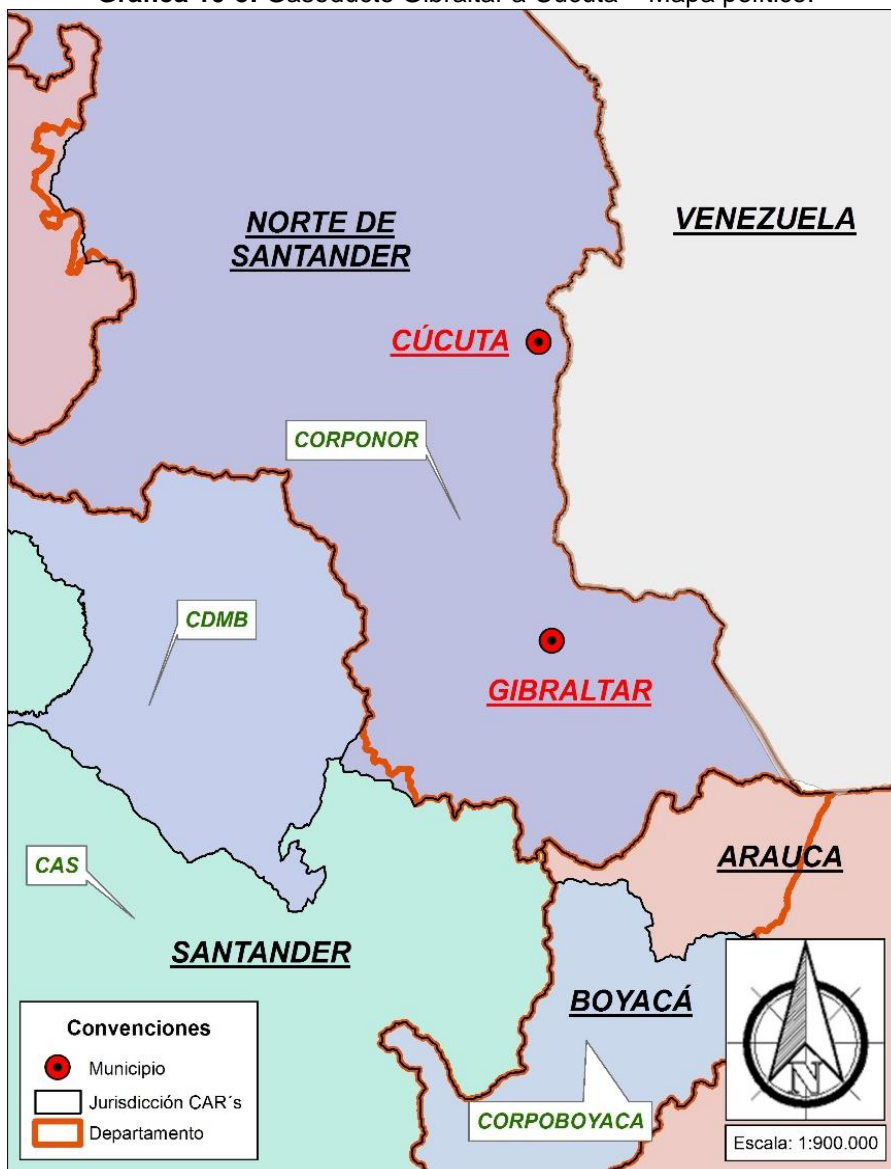 NORTE DE
SANTANDER
VENEZUELA
CÚCUTA
CORPONOR
CDMB
GIBRALTAR
CAS
ARAUCA
SANTANDER
BOYACÁ
CORPOBOYACA
Convenciones
Municipio
Jurisdicción CAR´s
Departamento
N
Escala: 1:900.000